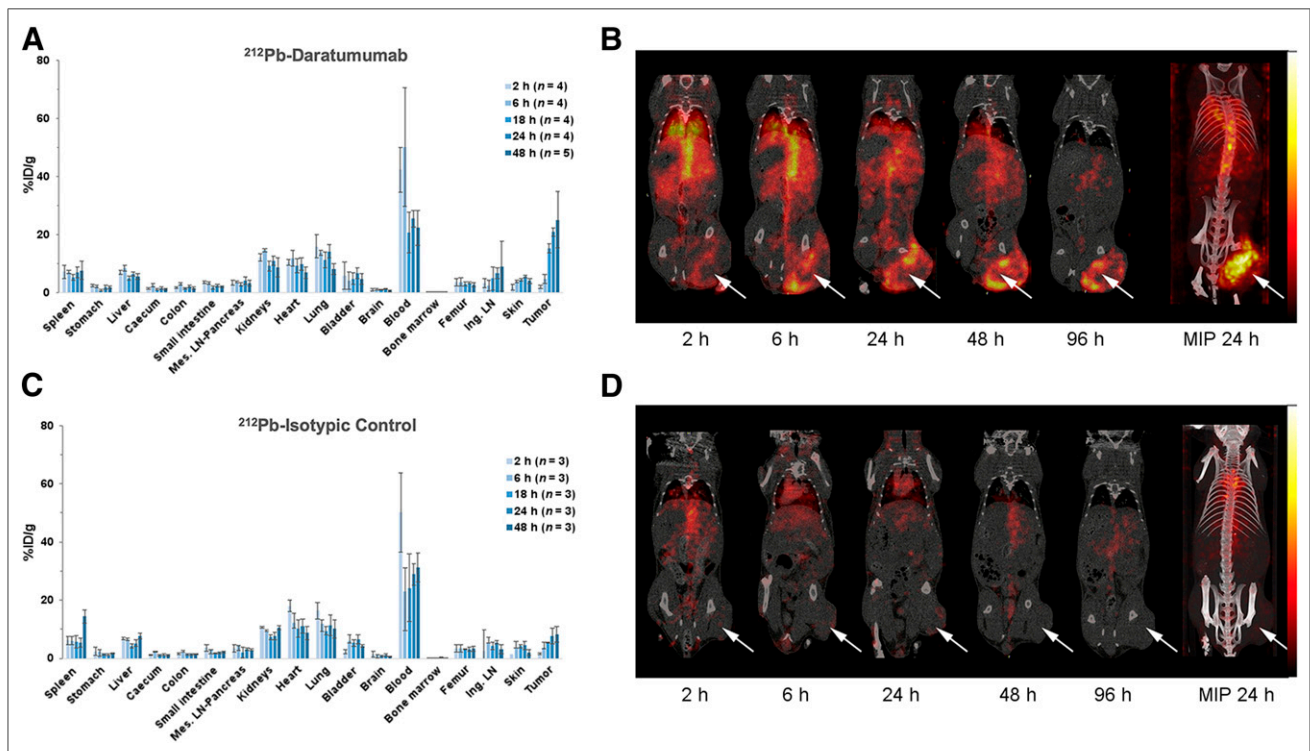 A
²¹²Pb-Daratumumab
80
60
40
20
0
%ID/g
2 h (n = 4)
6 h (n = 4)
18 h (n = 4)
24 h (n = 4)
48 h (n = 5)
Spleen
Stomach
Liver
Caecum
Colon
Small intestine
Mes. LN-Pancreas
Kidneys
Heart
Lung
Bladder
Brain
Blood
Bone marrow
Femur
Ing. LN
Skin
Tumor
B
2 h
6 h
24 h
48 h
96 h
MIP 24 h
C
²¹²Pb-Isotypic Control
80
60
40
20
0
%ID/g
2 h (n = 3)
6 h (n = 3)
18 h (n = 3)
24 h (n = 3)
48 h (n = 3)
Spleen
Stomach
Liver
Caecum
Colon
Small intestine
Mes. LN-Pancreas
Kidneys
Heart
Lung
Bladder
Brain
Blood
Bone marrow
Femur
Ing. LN
Skin
Tumor
D
2 h
6 h
24 h
48 h
96 h
MIP 24 h